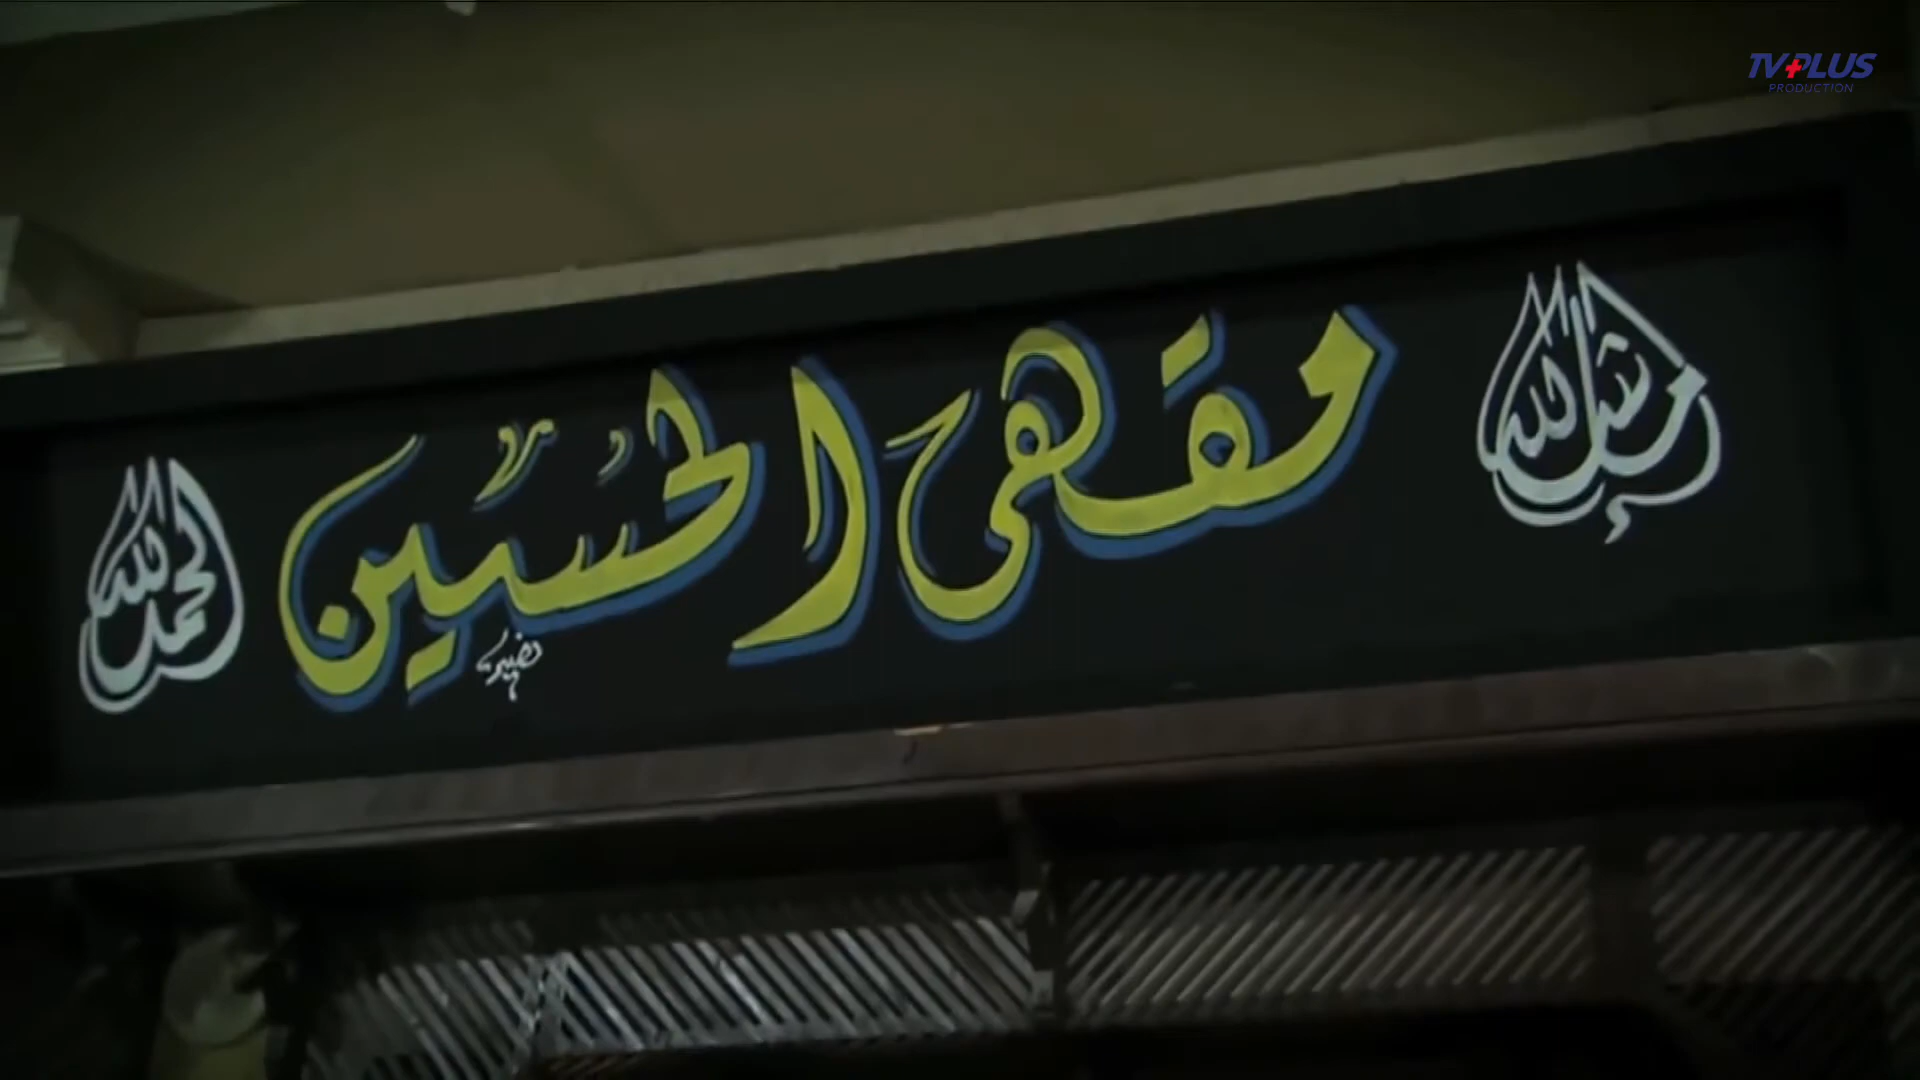 TVPLUS
PRODUCTION
ما شاء الله
مقهى الحسين
الحمد لله